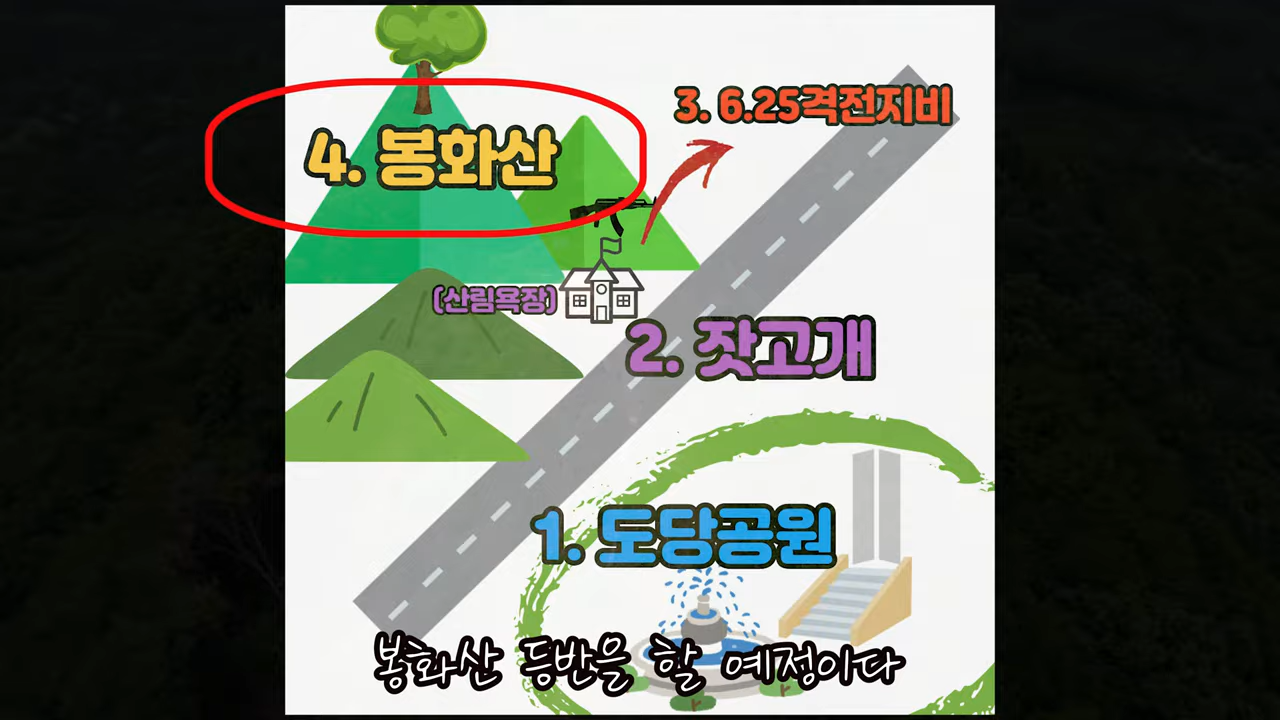 3. 6.25격전지비
4. 봉화산
(산림욕장)
2. 잣고개
1. 도당공원
봉화산 등반을 할 예정이다